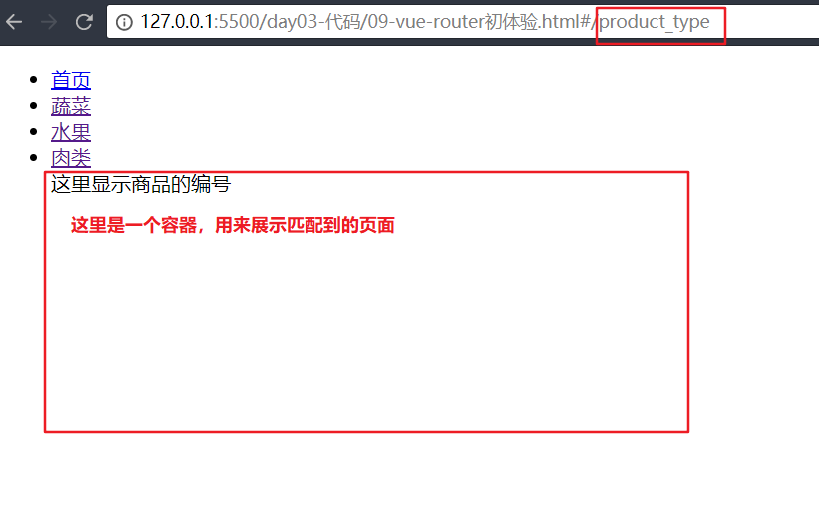 127.0.0.1:5500/day03-代码/09-vue-router初体验.html#/product_type
首页
蔬菜
水果
肉类
这里显示商品的编号
这里是一个容器，用来展示匹配到的页面